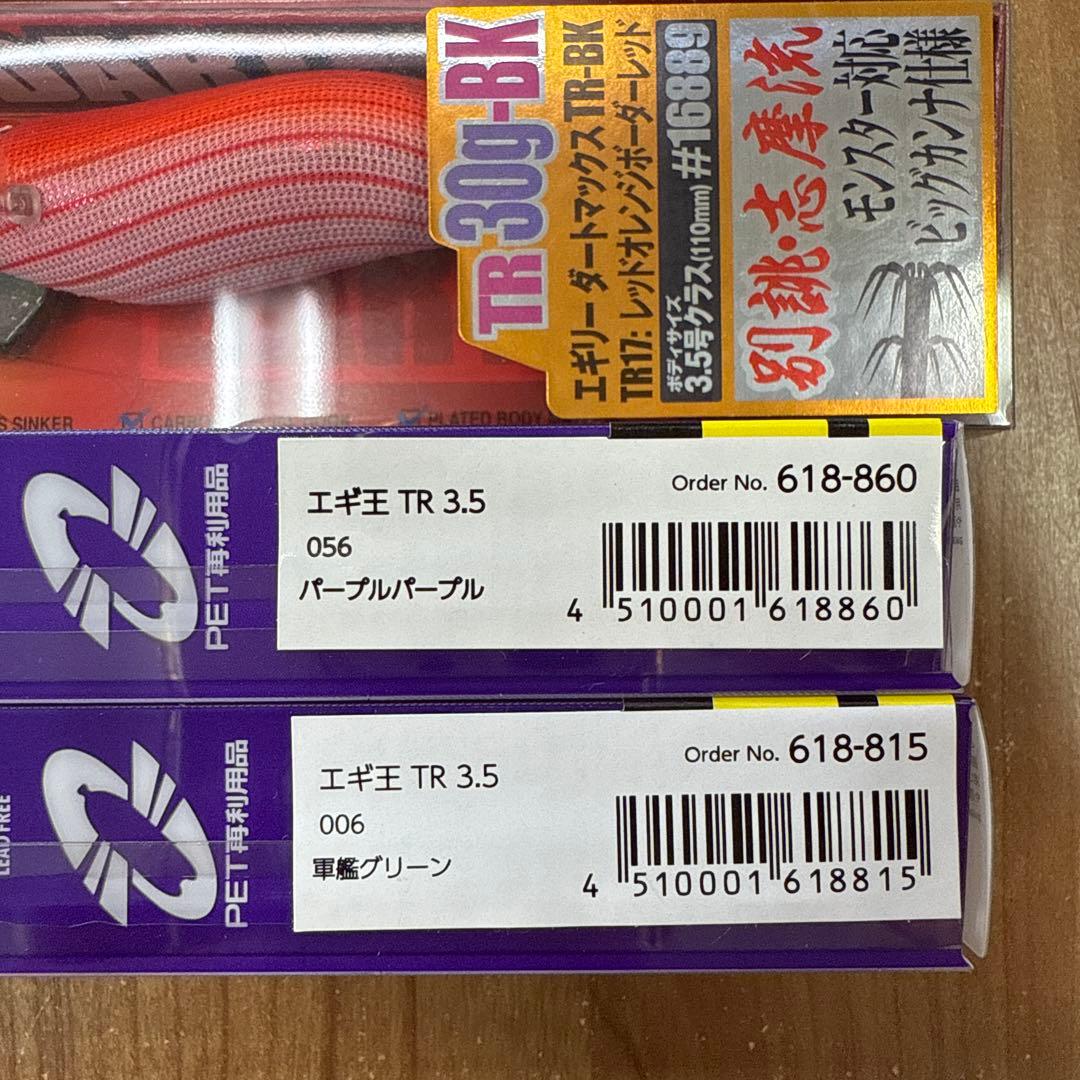 TR 30g-BK
エギリー ダートマックス TR-BK
TR17: レッドオレンジボーダーレッド
ボディサイズ
3.5号クラス(110mm) #16889
別誂・志摩流
モンスター対応
ビッグカンナ仕様
S SINKER
PLATED BODY
PET再利用品
エギ王 TR 3.5
056
パープルパープル
Order No. 618-860
4 510001 618860
LEAD FREE
PET再利用品
エギ王 TR 3.5
006
軍艦グリーン
Order No. 618-815
4 510001 618815